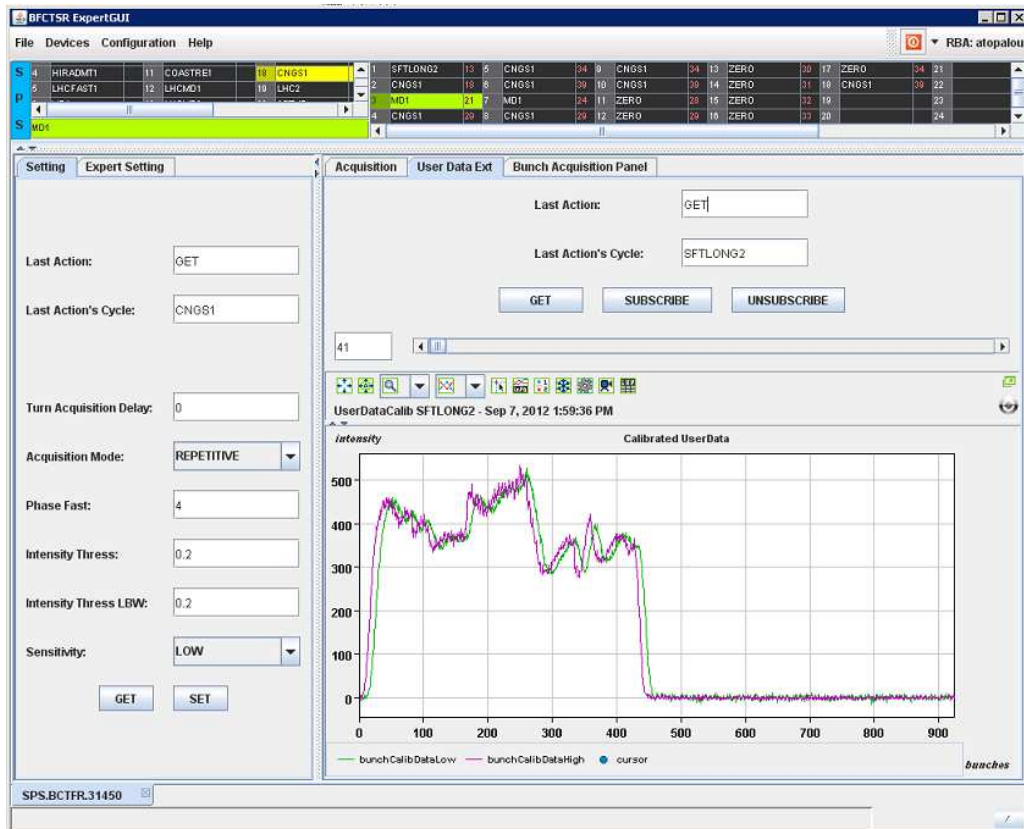 BFCTSR ExpertGUI
File Devices Configuration Help
RBA: atopalou
S P S
4 HIRADMT1 11 COASTRE1 18 CNGS1
5 LHCFAST1 12 LHCMD1 19 LHC2
MD1
1 SFTLONG2 13 5 CNGS1 34 9 CNGS1 34 13 ZERO 30 17 ZERO 34 21
2 CNGS1 18 6 CNGS1 39 10 CNGS1 39 14 ZERO 31 18 CNGS1 39 22
3 MD1 21 7 MD1 24 11 ZERO 28 15 ZERO 32 19 23
4 CNGS1 29 8 CNGS1 29 12 ZERO 29 16 ZERO 33 20 24
Setting Expert Setting
Last Action: GET
Last Action's Cycle: CNGS1
Turn Acquisition Delay: 0
Acquisition Mode: REPETITIVE
Phase Fast: 4
Intensity Thress: 0.2
Intensity Thress LBW: 0.2
Sensitivity: LOW
GET SET
Acquisition User Data Ext Bunch Acquisition Panel
Last Action: GET
Last Action's Cycle: SFTLONG2
GET SUBSCRIBE UNSUBSCRIBE
41
UserDataCalib SFTLONG2 - Sep 7, 2012 1:59:36 PM
intensity Calibrated UserData
500
400
300
200
100
0
0 100 200 300 400 500 600 700 800 900
bunchCalibDataLow bunchCalibDataHigh cursor
bunches
SPS.BCTFR.31450